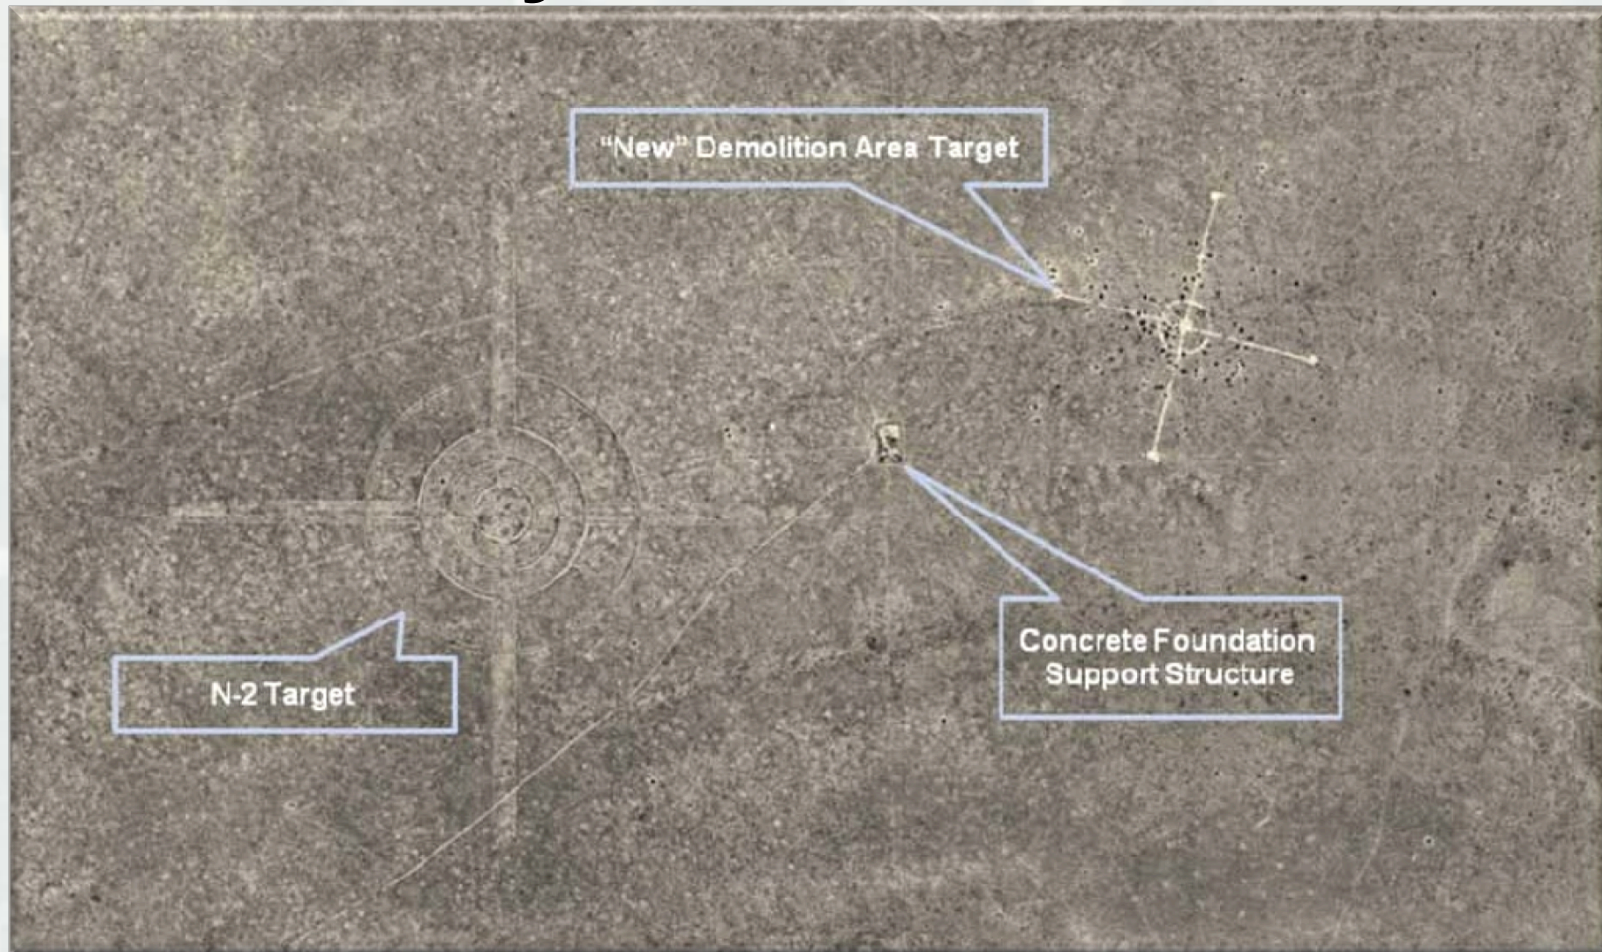 “New” Demolition Area Target
Concrete Foundation
Support Structure
N-2 Target